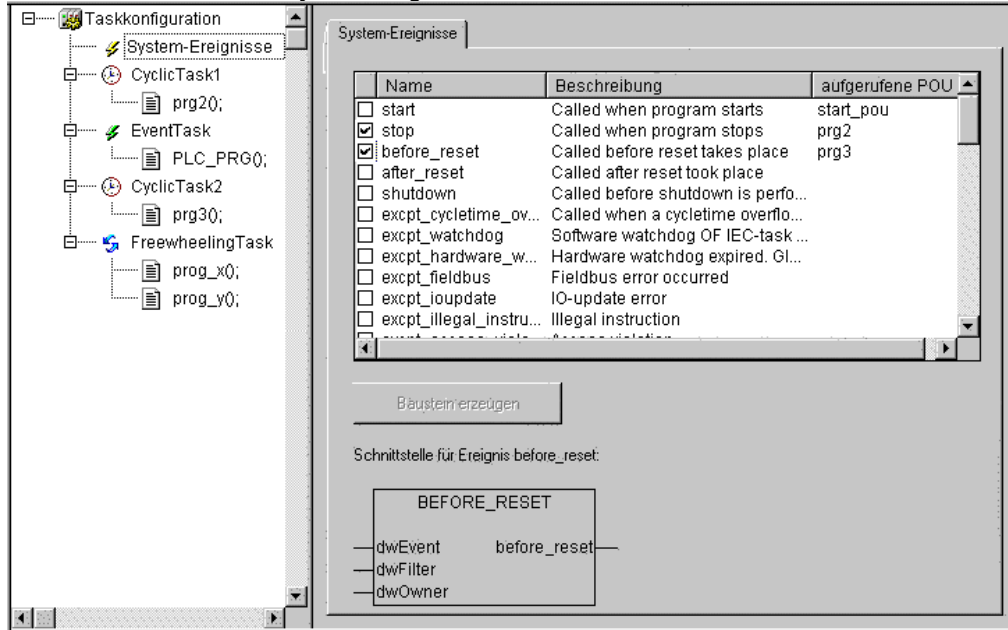 Taskkonfiguration
System-Ereignisse
CyclicTask1
prg2();
EventTask
PLC_PRG();
CyclicTask2
prg3();
FreewheelingTask
prog_x();
prog_y();
System-Ereignisse
Name Beschreibung aufgerufene POU
start Called when program starts start_pou
stop Called when program stops prg2
before_reset Called before reset takes place prg3
after_reset Called after reset took place
shutdown Called before shutdown is perfo...
excpt_cycletime_ov... Called when a cycletime overflo...
excpt_watchdog Software watchdog OF IEC-task ...
excpt_hardware_w... Hardware watchdog expired. Gl...
excpt_fieldbus Fieldbus error occurred
excpt_ioupdate IO-update error
excpt_illegal_instru... Illegal instruction
Baustein erzeugen
Schnittstelle für Ereignis before_reset:
BEFORE_RESET
dwEvent before_reset
dwFilter
dwOwner